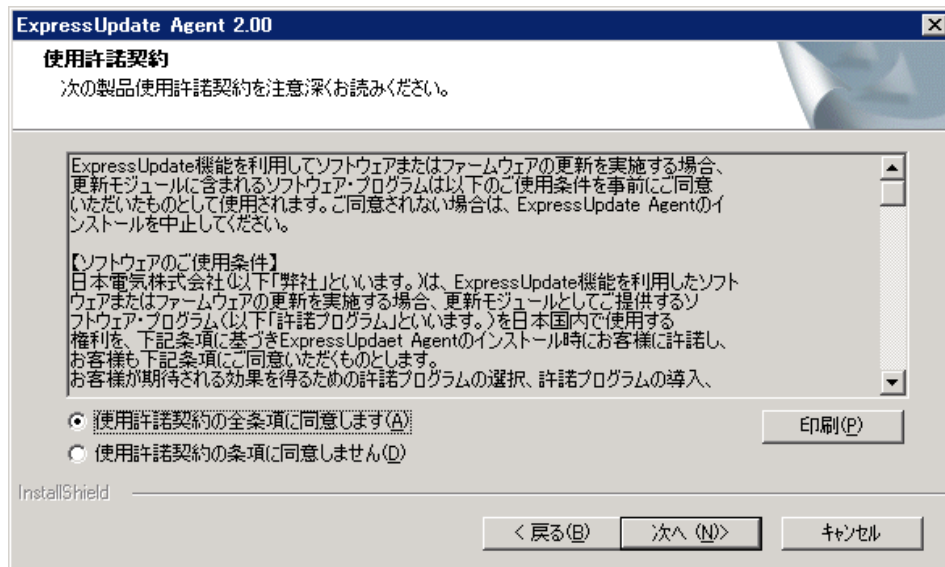 ExpressUpdate Agent 2.00
使用許諾契約
次の製品使用許諾契約を注意深くお読みください。
ExpressUpdate機能を利用してソフトウェアまたはファームウェアの更新を実施する場合、
更新モジュールに含まれるソフトウェア・プログラムは以下のご使用条件を事前にご同意
いただいたものとして使用されます。ご同意されない場合は、ExpressUpdate Agentのイ
ンストールを中止してください。
【ソフトウェアのご使用条件】
日本電気株式会社(以下「弊社」といいます。)は、ExpressUpdate機能を利用したソフト
ウェアまたはファームウェアの更新を実施する場合、更新モジュールとしてご提供するソ
フトウェア・プログラム(以下「許諾プログラム」といいます。)を日本国内で使用する
権利を、下記条項に基づきExpressUpdaet Agentのインストール時にお客様に許諾し、
お客様も下記条項にご同意いただくものとします。
お客様が期待される効果を得るための許諾プログラムの選択、許諾プログラムの導入、
使用許諾契約の全条項に同意します(A)
印刷(P)
使用許諾契約の条項に同意しません(D)
InstallShield
< 戻る(B)
次へ (N)>
キャンセル